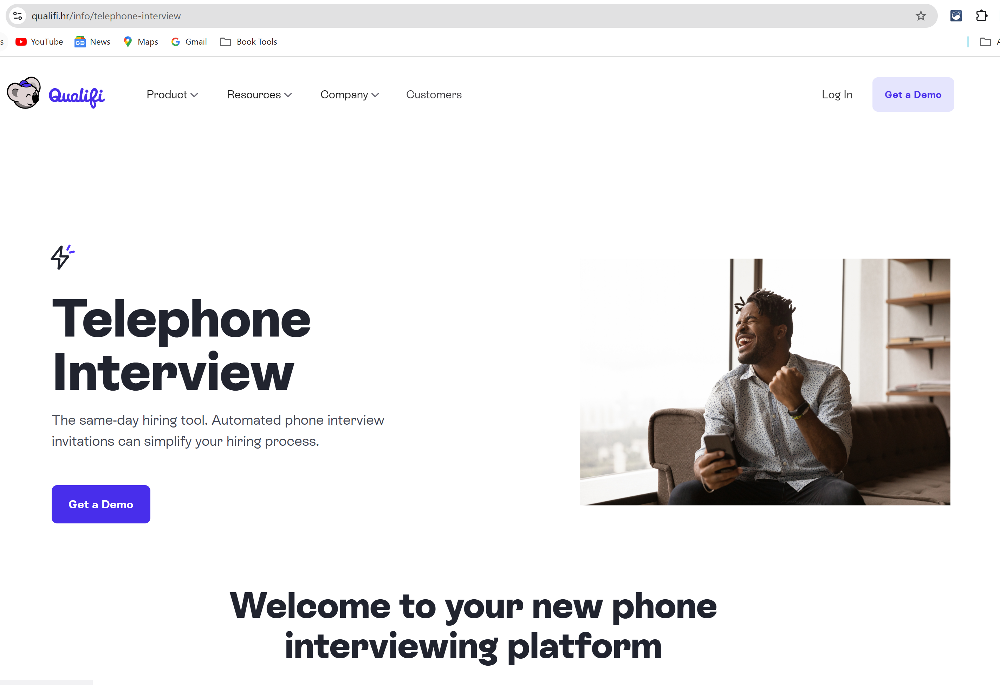 qualifi.hr/info/telephone-interview
s YouTube News Maps Gmail Book Tools
Qualifi Product Resources Company Customers Log In Get a Demo
Telephone
Interview
The same-day hiring tool. Automated phone interview
invitations can simplify your hiring process.
Get a Demo
Welcome to your new phone
interviewing platform